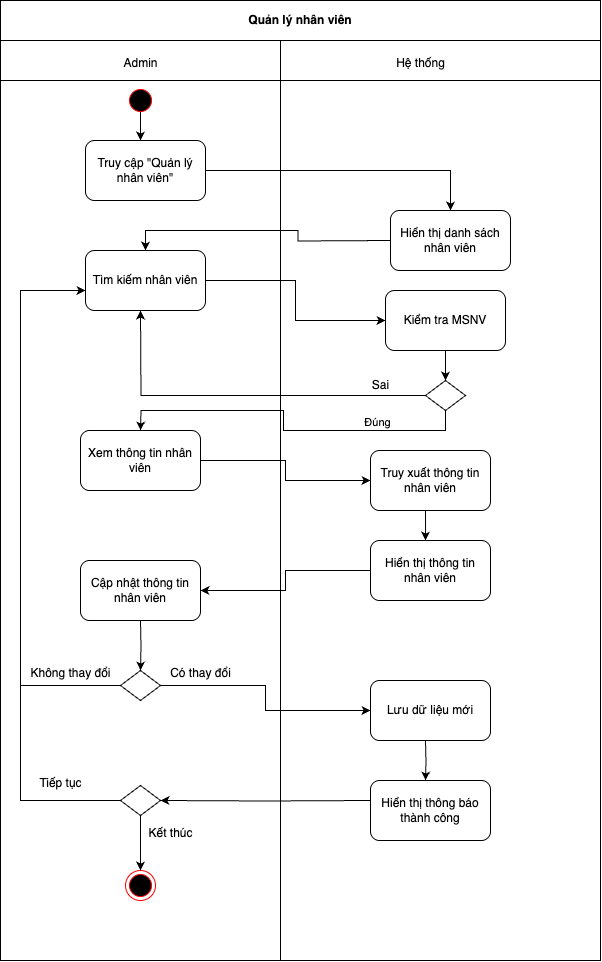 Quản lý nhân viên
Admin
Hệ thống
Truy cập "Quản lý
nhân viên"
Hiển thị danh sách
nhân viên
Tìm kiếm nhân viên
Kiểm tra MSNV
Sai
Đúng
Xem thông tin nhân
viên
Truy xuất thông tin
nhân viên
Hiển thị thông tin
nhân viên
Cập nhật thông tin
nhân viên
Không thay đổi
Có thay đổi
Lưu dữ liệu mới
Tiếp tục
Hiển thị thông báo
thành công
Kết thúc